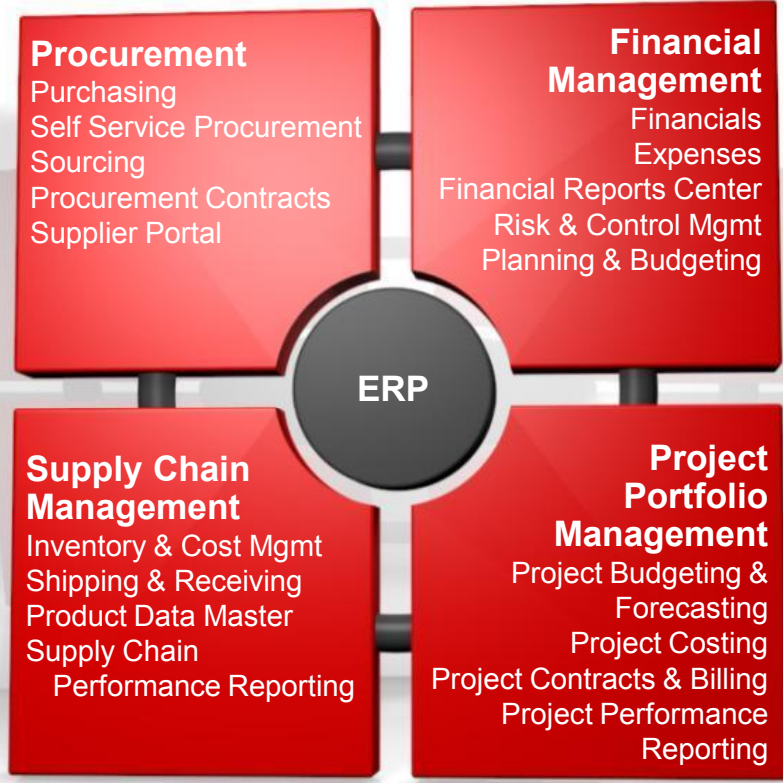 Procurement
Purchasing
Self Service Procurement
Sourcing
Procurement Contracts
Supplier Portal
Financial
Management
Financials
Expenses
Financial Reports Center
Risk & Control Mgmt
Planning & Budgeting
ERP
Supply Chain
Management
Inventory & Cost Mgmt
Shipping & Receiving
Product Data Master
Supply Chain
Performance Reporting
Project
Portfolio
Management
Project Budgeting &
Forecasting
Project Costing
Project Contracts & Billing
Project Performance
Reporting